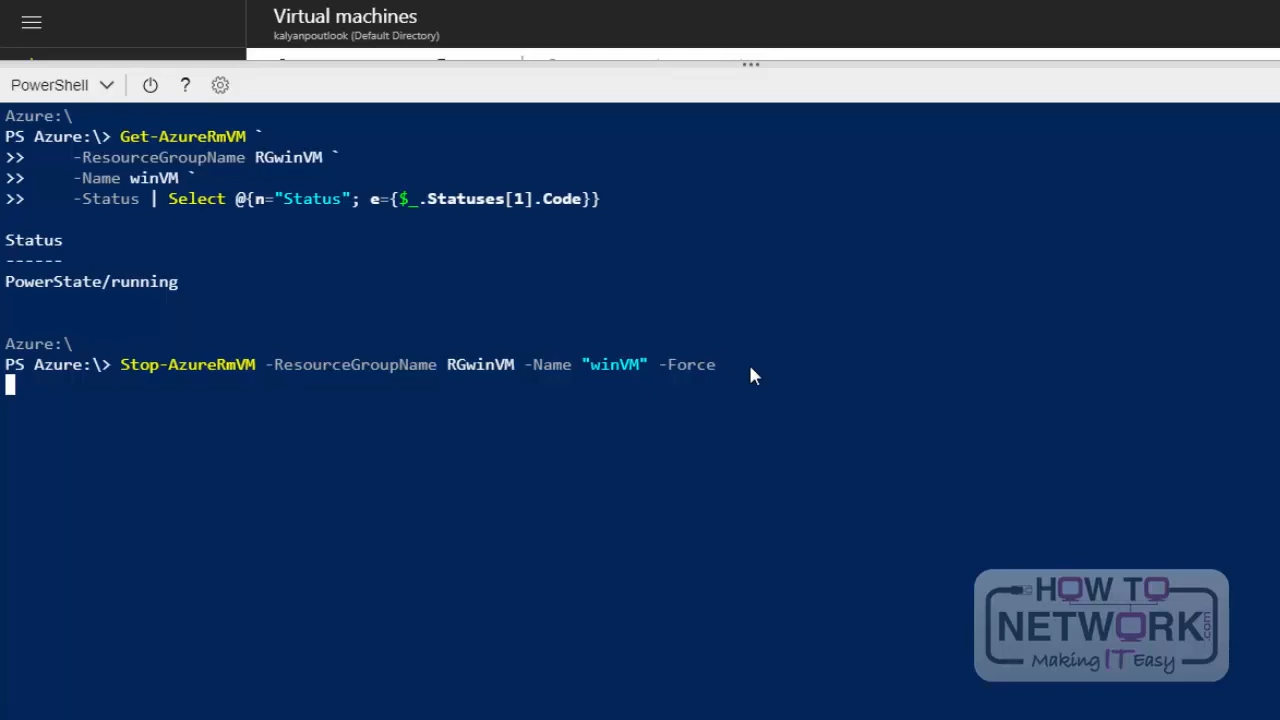 Virtual machines
kalyanpoutlook (Default Directory)
PowerShell
?
Azure:\
PS Azure:\> Get-AzureRmVM `
>>     -ResourceGroupName RGwinVM `
>>     -Name winVM `
>>     -Status | Select @{n="Status"; e={$_.Statuses[1].Code}}
Status
------
PowerState/running
Azure:\
PS Azure:\> Stop-AzureRmVM -ResourceGroupName RGwinVM -Name "winVM" -Force
HOW TO
NETWORK.com
Making IT Easy